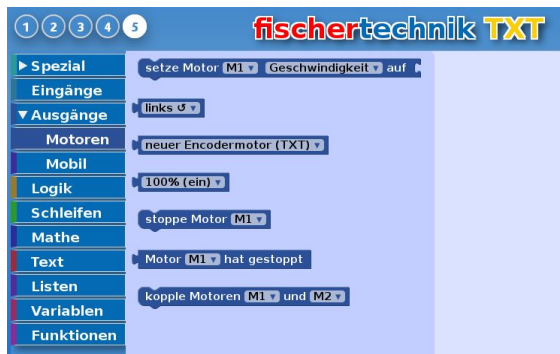 1 2 3 4 5
fischertechnik TXT
Spezial
Eingänge
Ausgänge
Motoren
Mobil
Logik
Schleifen
Mathe
Text
Listen
Variablen
Funktionen
setze Motor M1 Geschwindigkeit auf
links ↺
neuer Encodermotor (TXT)
100% (ein)
stoppe Motor M1
Motor M1 hat gestoppt
kopple Motoren M1 und M2